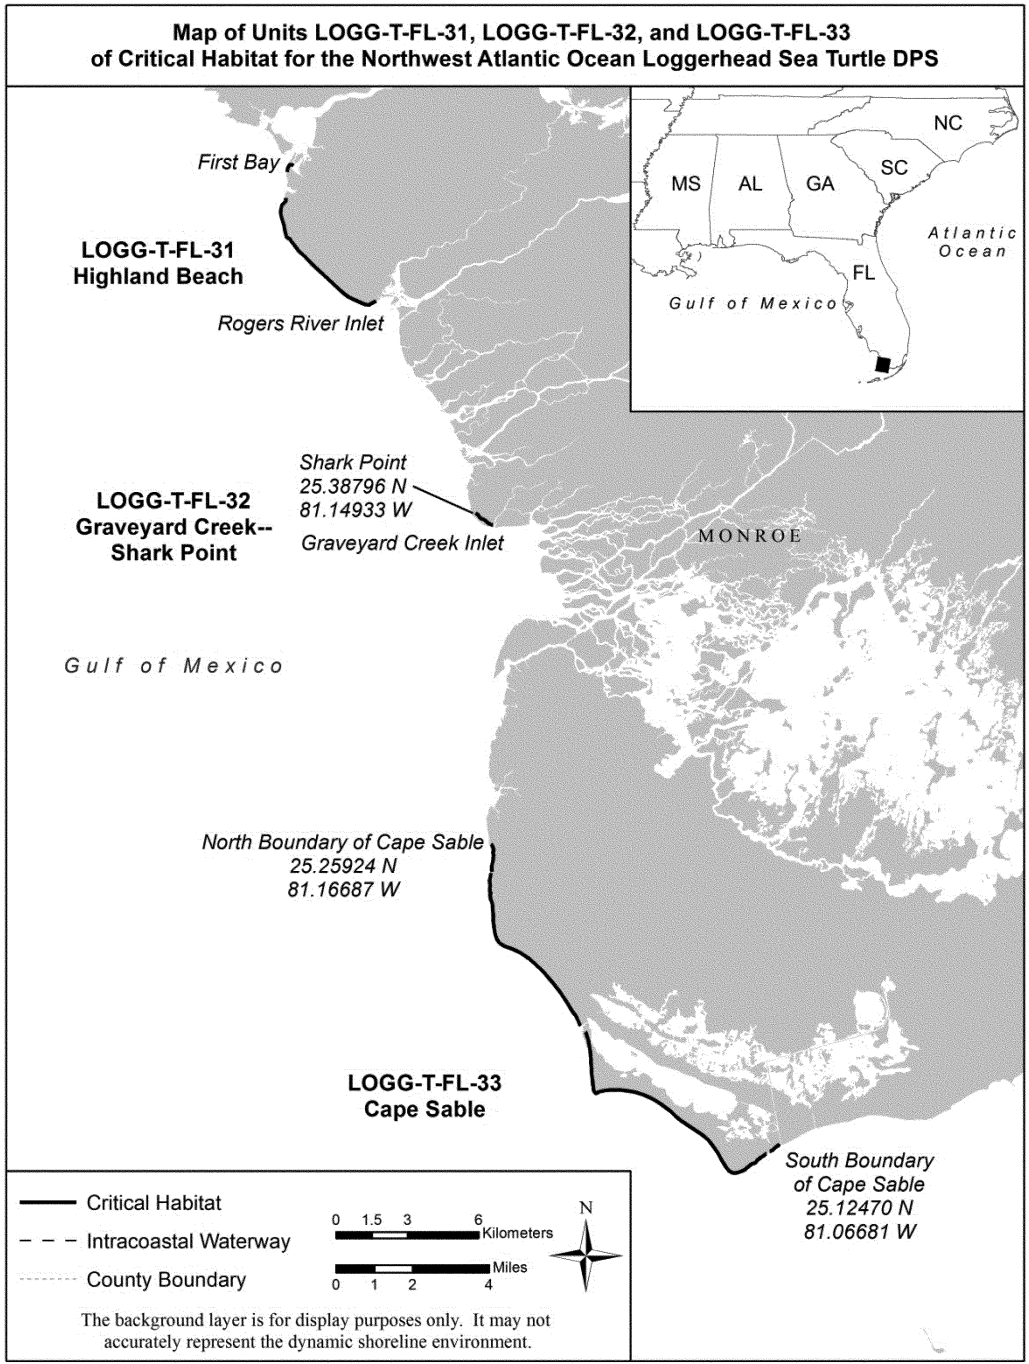 Map of Units LOGG-T-FL-31, LOGG-T-FL-32, and LOGG-T-FL-33
of Critical Habitat for the Northwest Atlantic Ocean Loggerhead Sea Turtle DPS
First Bay
LOGG-T-FL-31
Highland Beach
Rogers River Inlet
NC
SC
MS
AL
GA
Atlantic
Ocean
FL
Gulf of Mexico
Shark Point
25.38796 N
81.14933 W
LOGG-T-FL-32
Graveyard Creek--
Shark Point
Graveyard Creek Inlet
MONROE
Gulf of Mexico
North Boundary of Cape Sable
25.25924 N
81.16687 W
LOGG-T-FL-33
Cape Sable
South Boundary
of Cape Sable
25.12470 N
81.06681 W
Critical Habitat
Intracoastal Waterway
County Boundary
0 1.5 3 6
Kilometers
Miles
0 1 2 4
N
The background layer is for display purposes only. It may not
accurately represent the dynamic shoreline environment.